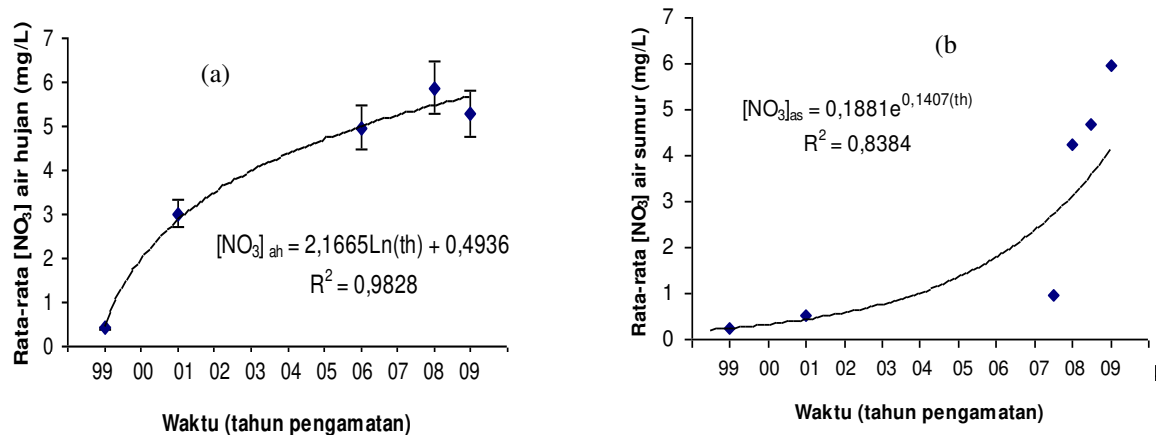 (a)
Rata-rata [NO₃] air hujan (mg/L)
7
6
5
4
3
2
1
0
[NO₃] ah = 2,1665Ln(th) + 0,4936
R² = 0,9828
99 00 01 02 03 04 05 06 07 08 09
Waktu (tahun pengamatan)
(b
Rata-rata [NO₃] air sumur (mg/L)
7
6
5
4
3
2
1
0
[NO₃]as = 0,1881e^0,1407(th)
R² = 0,8384
99 00 01 02 03 04 05 06 07 08 09
Waktu (tahun pengamatan)